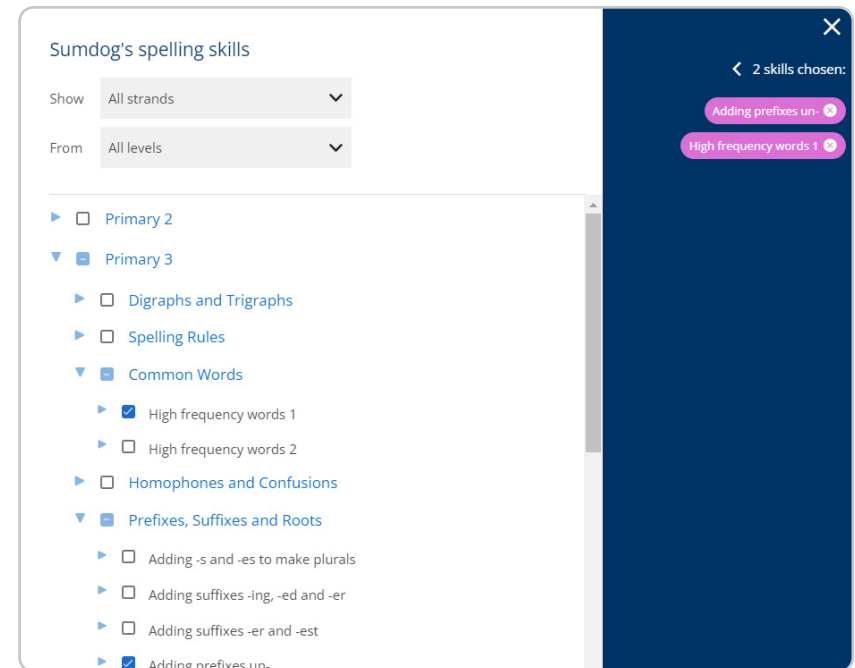 Sumdog's spelling skills
Show All strands
From All levels
2 skills chosen:
Adding prefixes un-
High frequency words 1
Primary 2
Primary 3
Digraphs and Trigraphs
Spelling Rules
Common Words
High frequency words 1
High frequency words 2
Homophones and Confusions
Prefixes, Suffixes and Roots
Adding -s and -es to make plurals
Adding suffixes -ing, -ed and -er
Adding suffixes -er and -est
Adding prefixes un-